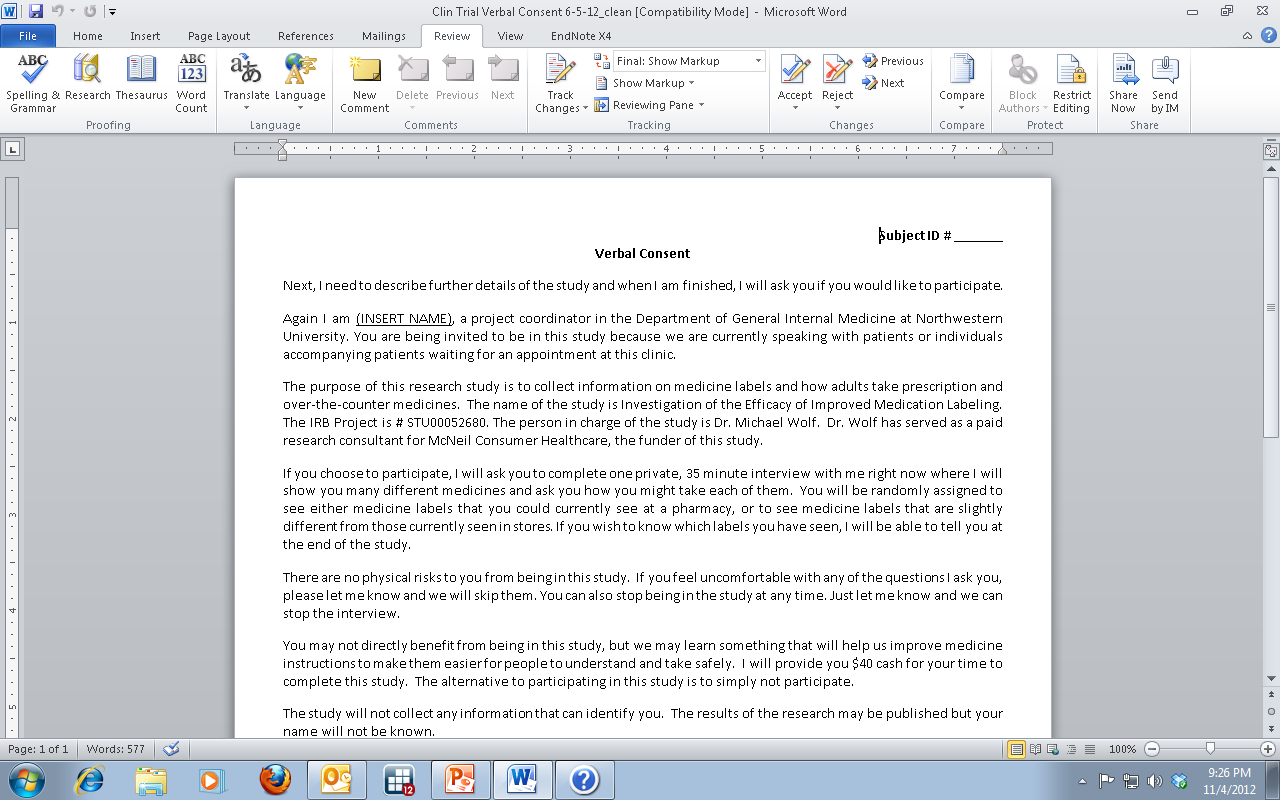 Clin Trial Verbal Consent 6-5-12_clean [Compatibility Mode] - Microsoft Word
File Home Insert Page Layout References Mailings Review View EndNote X4
ABC
Spelling & Grammar
Research
Thesaurus
ABC
123
Word Count
Proofing
Translate
Language
Language
New Comment
Delete
Previous
Next
Comments
Track Changes
Final: Show Markup
Show Markup
Reviewing Pane
Tracking
Accept
Reject
Previous
Next
Changes
Compare
Compare
Block Authors
Restrict Editing
Protect
Share Now
Send by IM
Share
1 2 3 4 5 6 7
Subject ID # _______
Verbal Consent
Next, I need to describe further details of the study and when I am finished, I will ask you if you would like to participate.
Again I am (INSERT NAME), a project coordinator in the Department of General Internal Medicine at Northwestern
University. You are being invited to be in this study because we are currently speaking with patients or individuals
accompanying patients waiting for an appointment at this clinic.
The purpose of this research study is to collect information on medicine labels and how adults take prescription and
over-the-counter medicines. The name of the study is Investigation of the Efficacy of Improved Medication Labeling.
The IRB Project is # STU00052680. The person in charge of the study is Dr. Michael Wolf. Dr. Wolf has served as a paid
research consultant for McNeil Consumer Healthcare, the funder of this study.
If you choose to participate, I will ask you to complete one private, 35 minute interview with me right now where I will
show you many different medicines and ask you how you might take each of them. You will be randomly assigned to
see either medicine labels that you could currently see at a pharmacy, or to see medicine labels that are slightly
different from those currently seen in stores. If you wish to know which labels you have seen, I will be able to tell you at
the end of the study.
There are no physical risks to you from being in this study. If you feel uncomfortable with any of the questions I ask you,
please let me know and we will skip them. You can also stop being in the study at any time. Just let me know and we can
stop the interview.
You may not directly benefit from being in this study, but we may learn something that will help us improve medicine
instructions to make them easier for people to understand and take safely. I will provide you $40 cash for your time to
complete this study. The alternative to participating in this study is to simply not participate.
The study will not collect any information that can identify you. The results of the research may be published but your
name will not be known.
1
2
3
4
5
Page: 1 of 1 Words: 577 100%
12
9:26 PM
11/4/2012